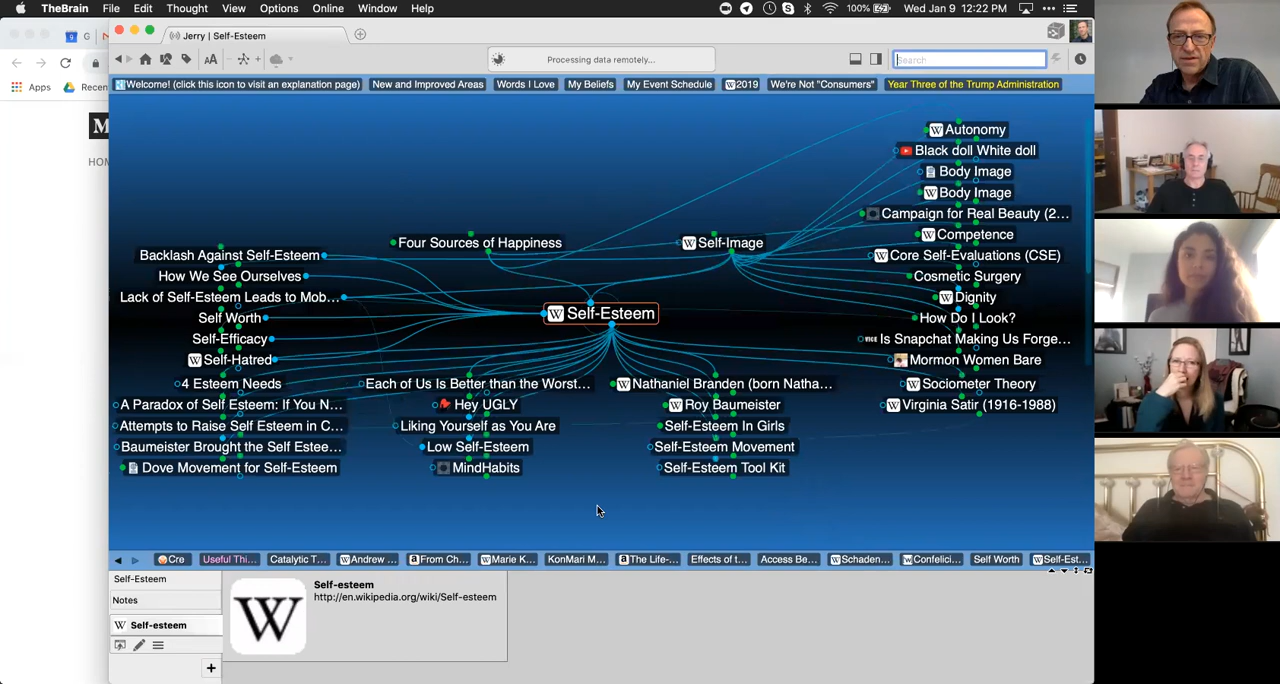 TheBrain File Edit Thought View Options Online Window Help 100% Wed Jan 9 12:22 PM
Jerry | Self-Esteem
G
AA
Processing data remotely...
Search
Apps Recen
Welcome! (click this icon to visit an explanation page) New and Improved Areas Words I Love My Beliefs My Event Schedule W 2019 We're Not "Consumers" Year Three of the Trump Administration
M
HOM
W Autonomy
Black doll White doll
Body Image
W Body Image
Campaign for Real Beauty (2...
W Competence
W Core Self-Evaluations (CSE)
Cosmetic Surgery
W Dignity
How Do I Look?
VICE Is Snapchat Making Us Forge...
Mormon Women Bare
W Sociometer Theory
W Virginia Satir (1916-1988)
Four Sources of Happiness
W Self-Image
Backlash Against Self-Esteem
How We See Ourselves
Lack of Self-Esteem Leads to Mob...
Self Worth
Self-Efficacy
W Self-Hatred
W Self-Esteem
4 Esteem Needs
A Paradox of Self Esteem: If You N...
Attempts to Raise Self Esteem in C...
Baumeister Brought the Self Estee...
Dove Movement for Self-Esteem
Each of Us Is Better than the Worst...
Hey UGLY
Liking Yourself as You Are
Low Self-Esteem
MindHabits
W Nathaniel Branden (born Natha...
W Roy Baumeister
Self-Esteem In Girls
Self-Esteem Movement
Self-Esteem Tool Kit
Cre Useful Thi... Catalytic T... W Andrew ... a From Ch... W Marie K... KonMari M... a The Life-... Effects of t... Access Be... W Schaden... W Confelici... Self Worth W Self-Est...
Self-Esteem
Notes
W Self-esteem
W
Self-esteem
http://en.wikipedia.org/wiki/Self-esteem